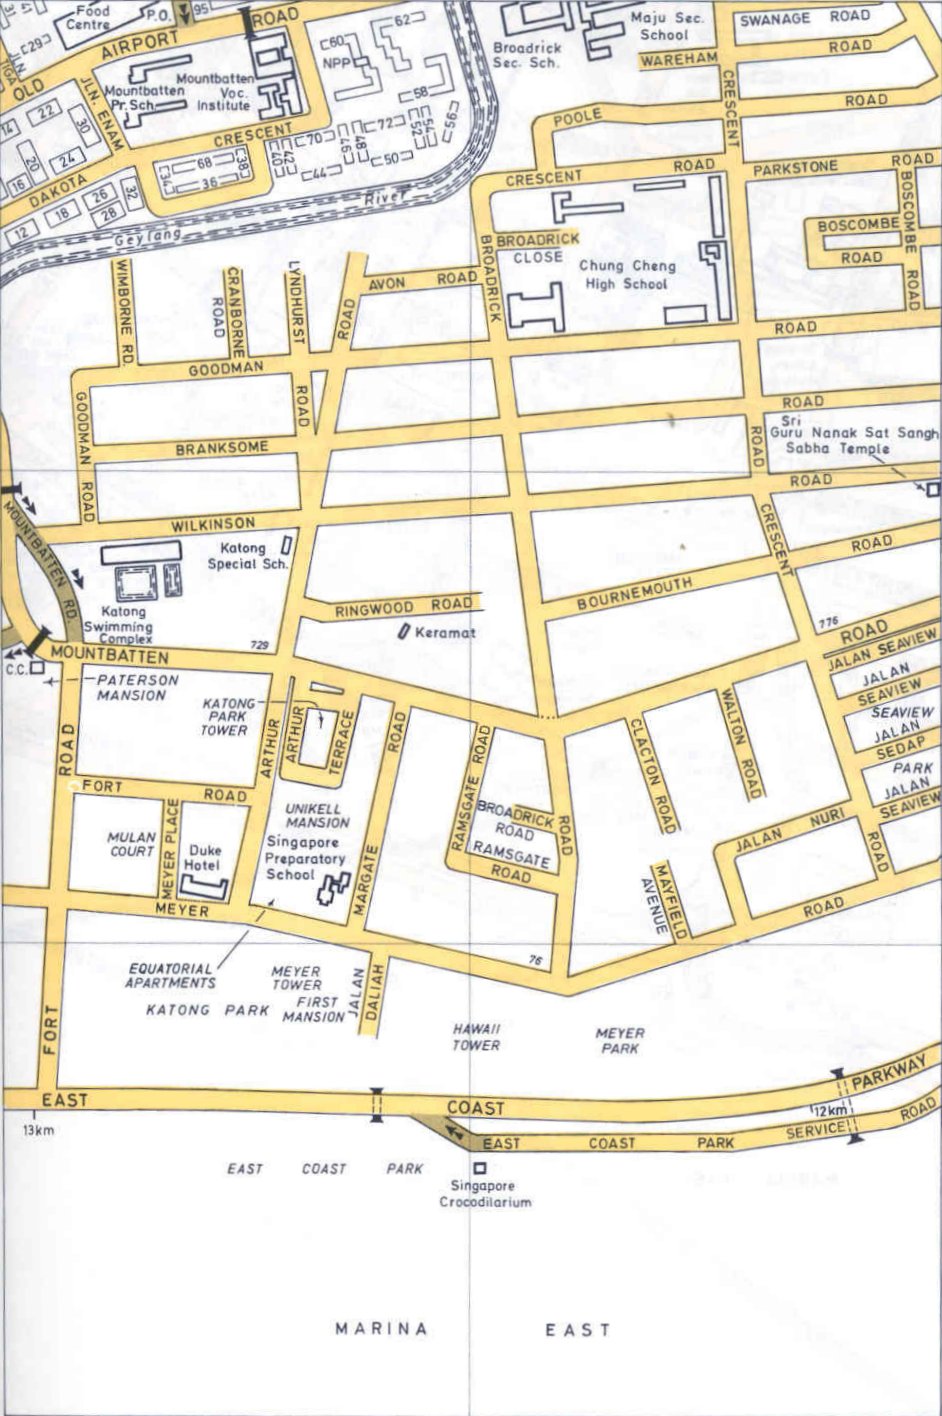 Food
Centre
P.O.
95
ROAD
AIRPORT
OLD
C29
JLN.
TIGA
31
41
JLN. ENAM
Mountbatten
Pr. Sch.
Mountbatten
Voc.
Institute
60
NPP
62
58
Broadrick
Sec. Sch.
Maju Sec.
School
SWANAGE ROAD
ROAD
WAREHAM
CRESCENT
ROAD
POOLE
14
22
30
20
24
16
26
32
18
28
12
DAKOTA
CRESCENT
68
34
38
36
40
42
70
44
46
48
72
50
52
54
56
Geylang
River
CRESCENT
ROAD
PARKSTONE
ROAD
BOSCOMBE
ROAD
BOSCOMBE
ROAD
BROADRICK
CLOSE
BROADRICK
Chung Cheng
High School
WIMBORNE RD.
CRANBORNE
ROAD
LYNDHURST
ROAD
ROAD
AVON ROAD
ROAD
GOODMAN
GOODMAN ROAD
ROAD
BRANKSOME
ROAD
Sri
Guru Nanak Sat Sangh
Sabha Temple
ROAD
WILKINSON
CRESCENT
ROAD
MOUNTBATTEN RD.
Katong
Special Sch.
Katong
Swimming
Complex
RINGWOOD ROAD
BOURNEMOUTH
Keramat
776
ROAD
729
MOUNTBATTEN
C.C.
PATERSON
MANSION
JALAN SEAVIEW
JALAN
SEAVIEW
SEAVIEW
JALAN
SEDAP
PARK
JALAN
SEAVIEW
KATONG
PARK
TOWER
ARTHUR
ARTHUR
TERRACE
ROAD
ROAD
RAMSGATE ROAD
CLACTON ROAD
WALTON ROAD
FORT
ROAD
UNIKELL
MANSION
BROADRICK
ROAD
ROAD
RAMSGATE
ROAD
JALAN NURI
ROAD
MULAN
COURT
MEYER PLACE
Duke
Hotel
Singapore
Preparatory
School
MARGATE
MAYFIELD
AVENUE
MEYER
ROAD
76
EQUATORIAL
APARTMENTS
MEYER
TOWER
FIRST
MANSION
JALAN
DALIAH
KATONG PARK
FORT
HAWAII
TOWER
MEYER
PARK
EAST
COAST
PARKWAY
12km
13km
EAST COAST PARK SERVICE ROAD
EAST COAST PARK
Singapore
Crocodilarium
MARINA EAST